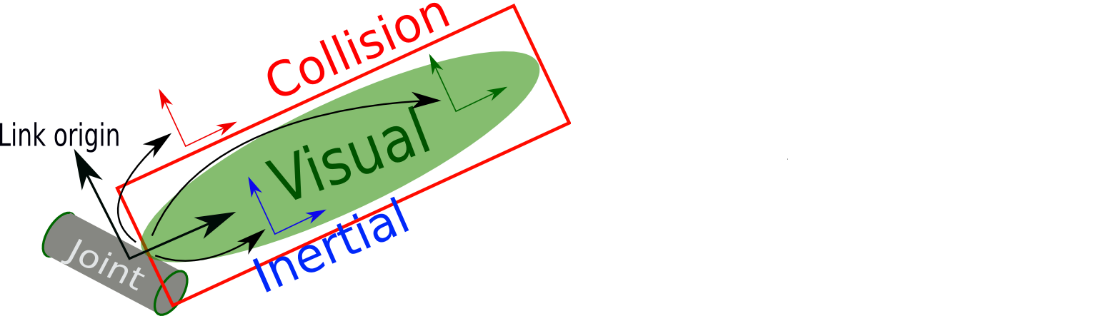 Collision
Link origin
Visual
Inertial
Joint